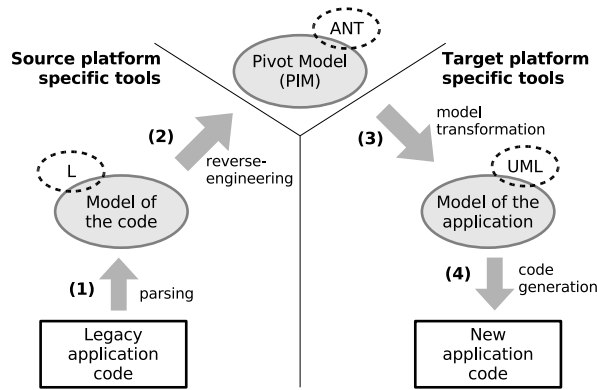 ANT
Source platform
specific tools
Pivot Model
(PIM)
Target platform
specific tools
(2)
reverse-
engineering
(3)
model
transformation
L
Model of
the code
UML
Model of the
application
(1)
parsing
(4)
code
generation
Legacy
application
code
New
application
code